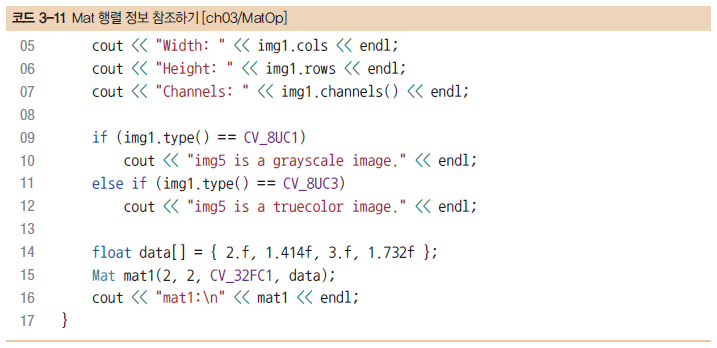 코드 3-11 Mat 행렬 정보 참조하기 [ch03/MatOp]
05 cout << "Width: " << img1.cols << endl;
06 cout << "Height: " << img1.rows << endl;
07 cout << "Channels: " << img1.channels() << endl;
08
09 if (img1.type() == CV_8UC1)
10 cout << "img5 is a grayscale image." << endl;
11 else if (img1.type() == CV_8UC3)
12 cout << "img5 is a truecolor image." << endl;
13
14 float data[] = { 2.f, 1.414f, 3.f, 1.732f };
15 Mat mat1(2, 2, CV_32FC1, data);
16 cout << "mat1:\n" << mat1 << endl;
17 }